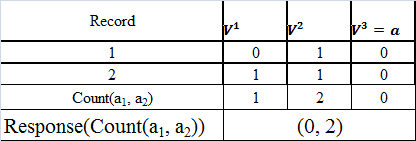 Record V¹ V² V³ = a
1 0 1 0
2 1 1 0
Count(a₁, a₂) 1 2 0
Response(Count(a₁, a₂)) (0, 2)